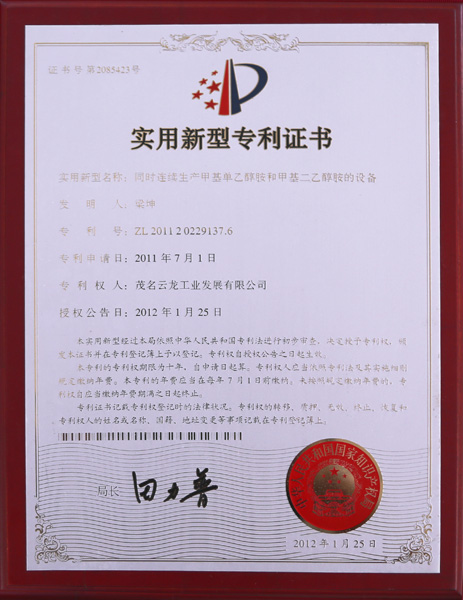 证书号第2085423号
实用新型专利证书
实用新型名称：同时连续生产甲基单乙醇胺和甲基二乙醇胺的设备
发 明 人：梁坤
专 利 号：ZL 2011 2 0229137.6
专利申请日：2011年7月1日
专 利 权 人：茂名云龙工业发展有限公司
授权公告日：2012年1月25日
本实用新型经过本局依照中华人民共和国专利法进行初步审查，决定授予专利权，颁
发本证书并在专利登记簿上予以登记。专利权自授权公告之日起生效。
本专利的专利权期限为十年，自申请日起算。专利权人应当依照专利法及其实施细则
规定缴纳年费。本专利的年费应当在每年7月1日前缴纳。未按照规定缴纳年费的，专
利权自应当缴纳年费期满之日起终止。
专利证书记载专利权登记时的法律状况。专利权的转移、质押、无效、终止、恢复和
专利权人的姓名或名称、国籍、地址变更等事项记载在专利登记簿上。
局长 田力普
中华人民共和国国家知识产权局
2012年1月25日